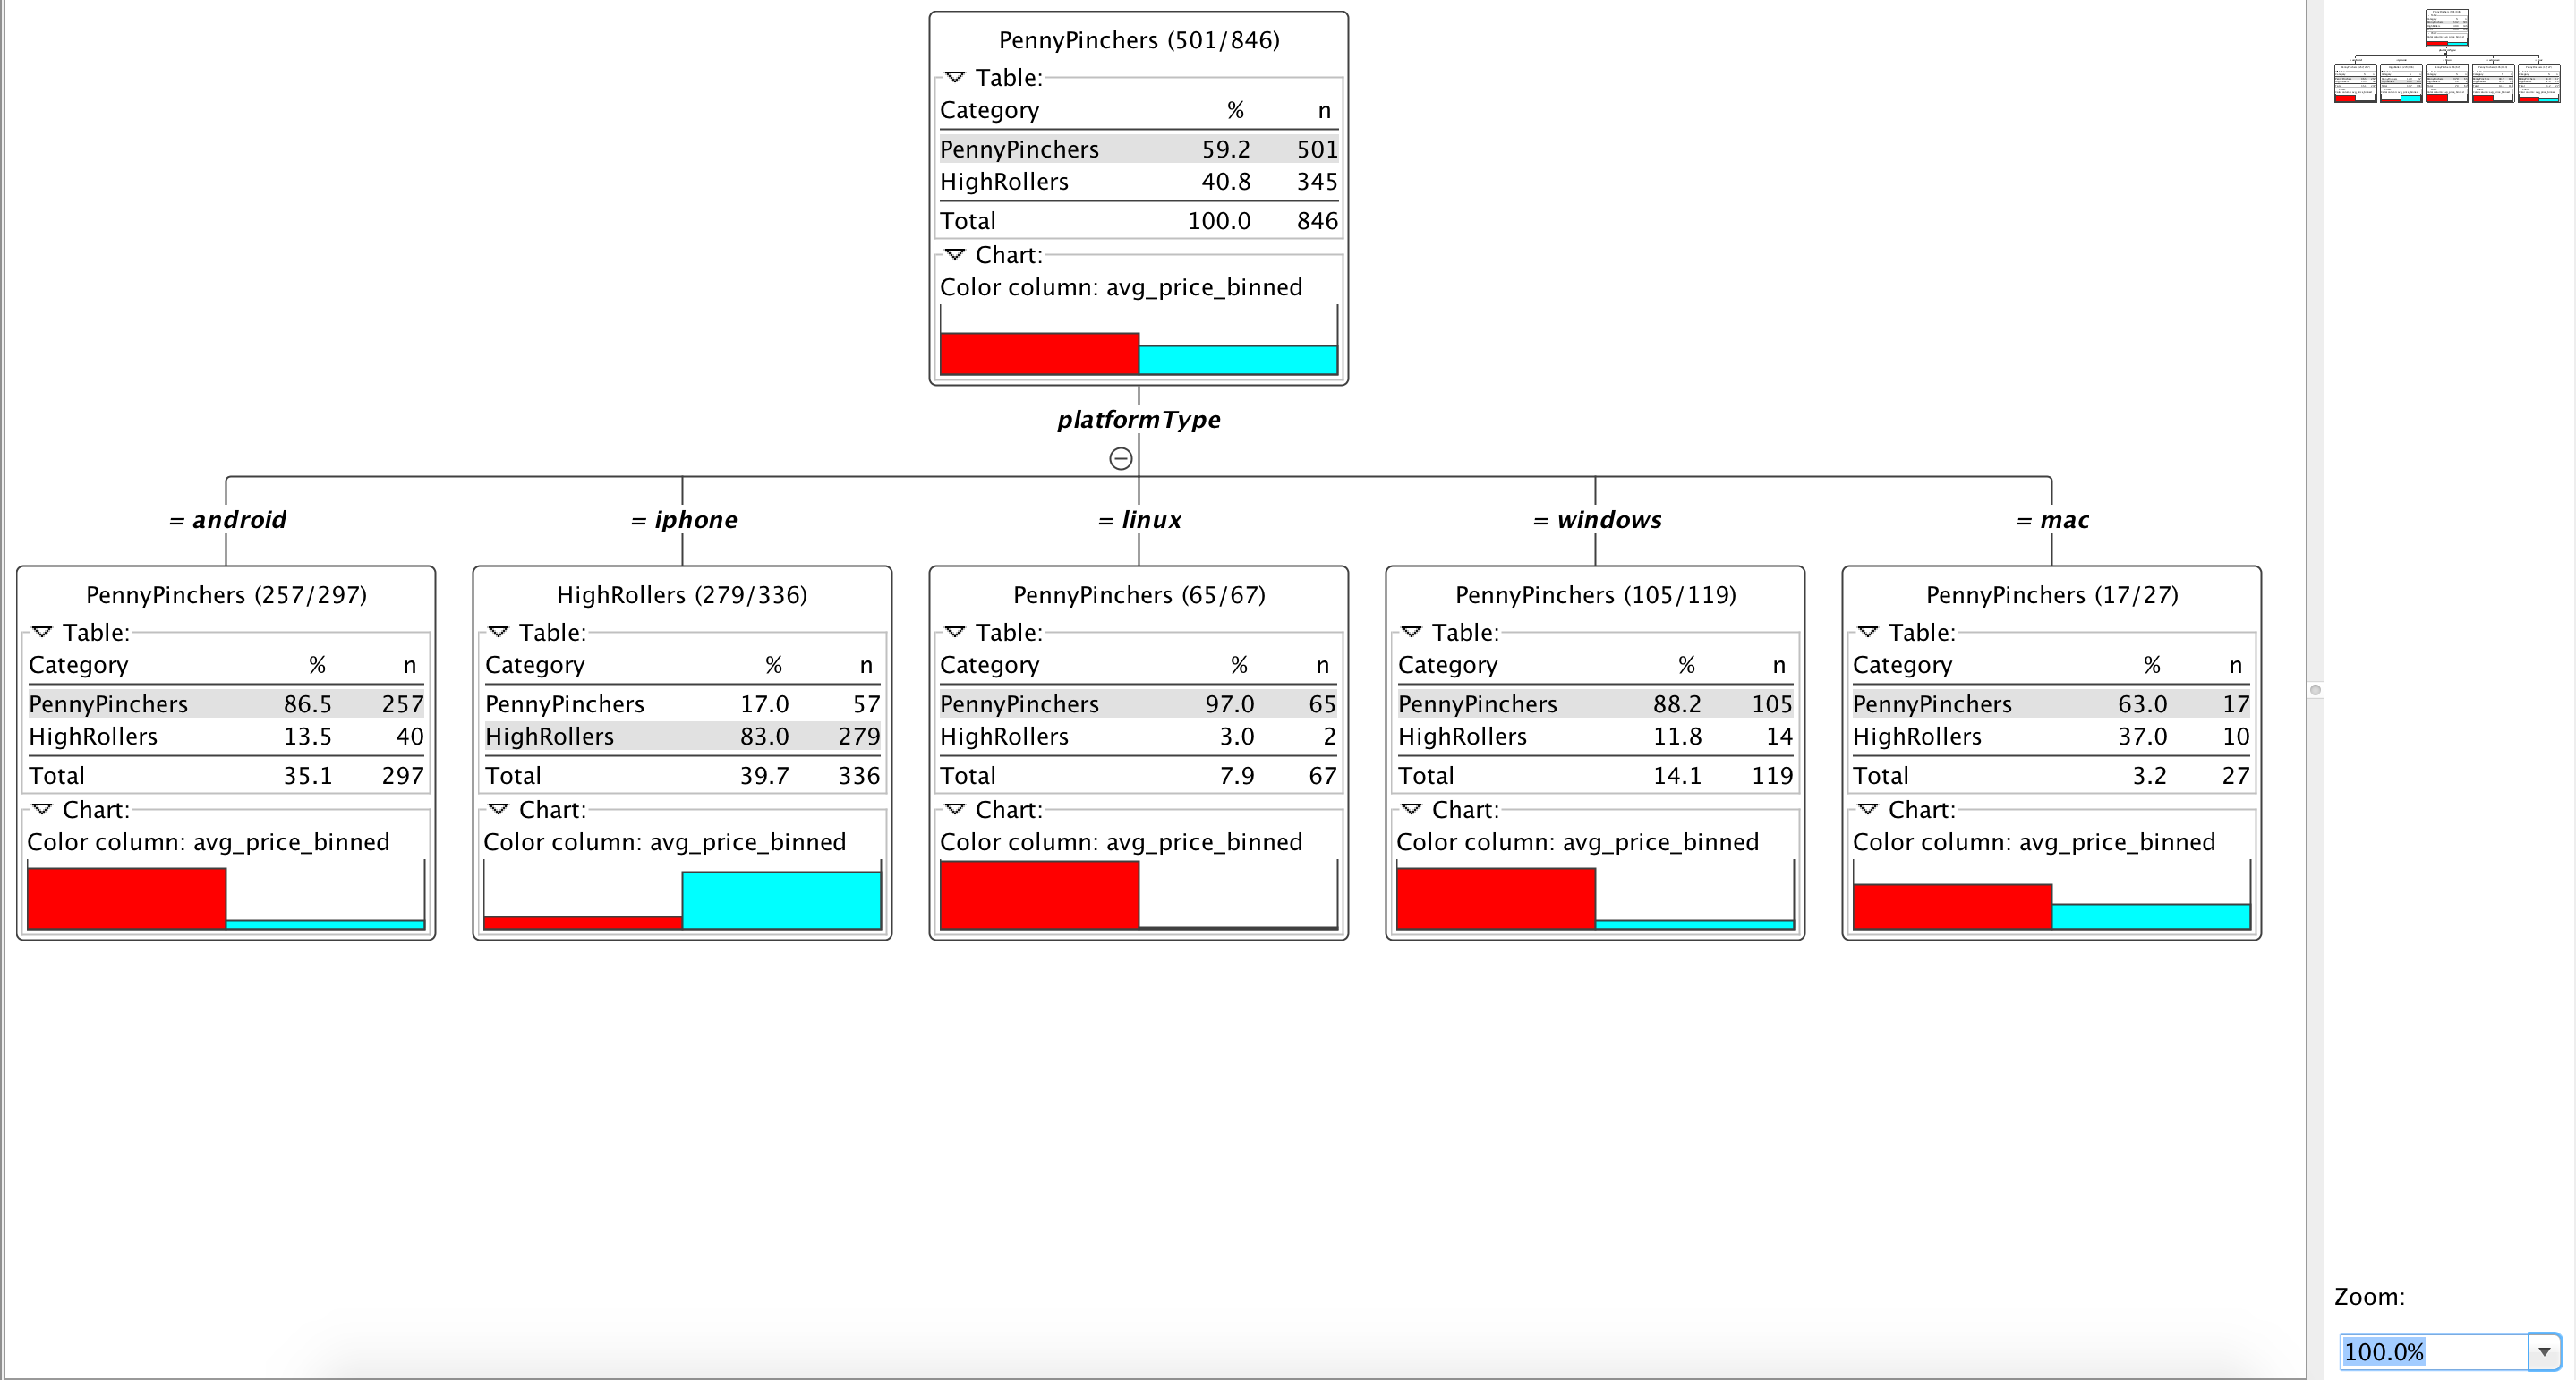 PennyPinchers (501/846)
Table:
Category % n
PennyPinchers 59.2 501
HighRollers 40.8 345
Total 100.0 846
Chart:
Color column: avg_price_binned
platformType
= android
= iphone
= linux
= windows
= mac
PennyPinchers (257/297)
Table:
Category % n
PennyPinchers 86.5 257
HighRollers 13.5 40
Total 35.1 297
Chart:
Color column: avg_price_binned
HighRollers (279/336)
Table:
Category % n
PennyPinchers 17.0 57
HighRollers 83.0 279
Total 39.7 336
Chart:
Color column: avg_price_binned
PennyPinchers (65/67)
Table:
Category % n
PennyPinchers 97.0 65
HighRollers 3.0 2
Total 7.9 67
Chart:
Color column: avg_price_binned
PennyPinchers (105/119)
Table:
Category % n
PennyPinchers 88.2 105
HighRollers 11.8 14
Total 14.1 119
Chart:
Color column: avg_price_binned
PennyPinchers (17/27)
Table:
Category % n
PennyPinchers 63.0 17
HighRollers 37.0 10
Total 3.2 27
Chart:
Color column: avg_price_binned
Zoom:
100.0%